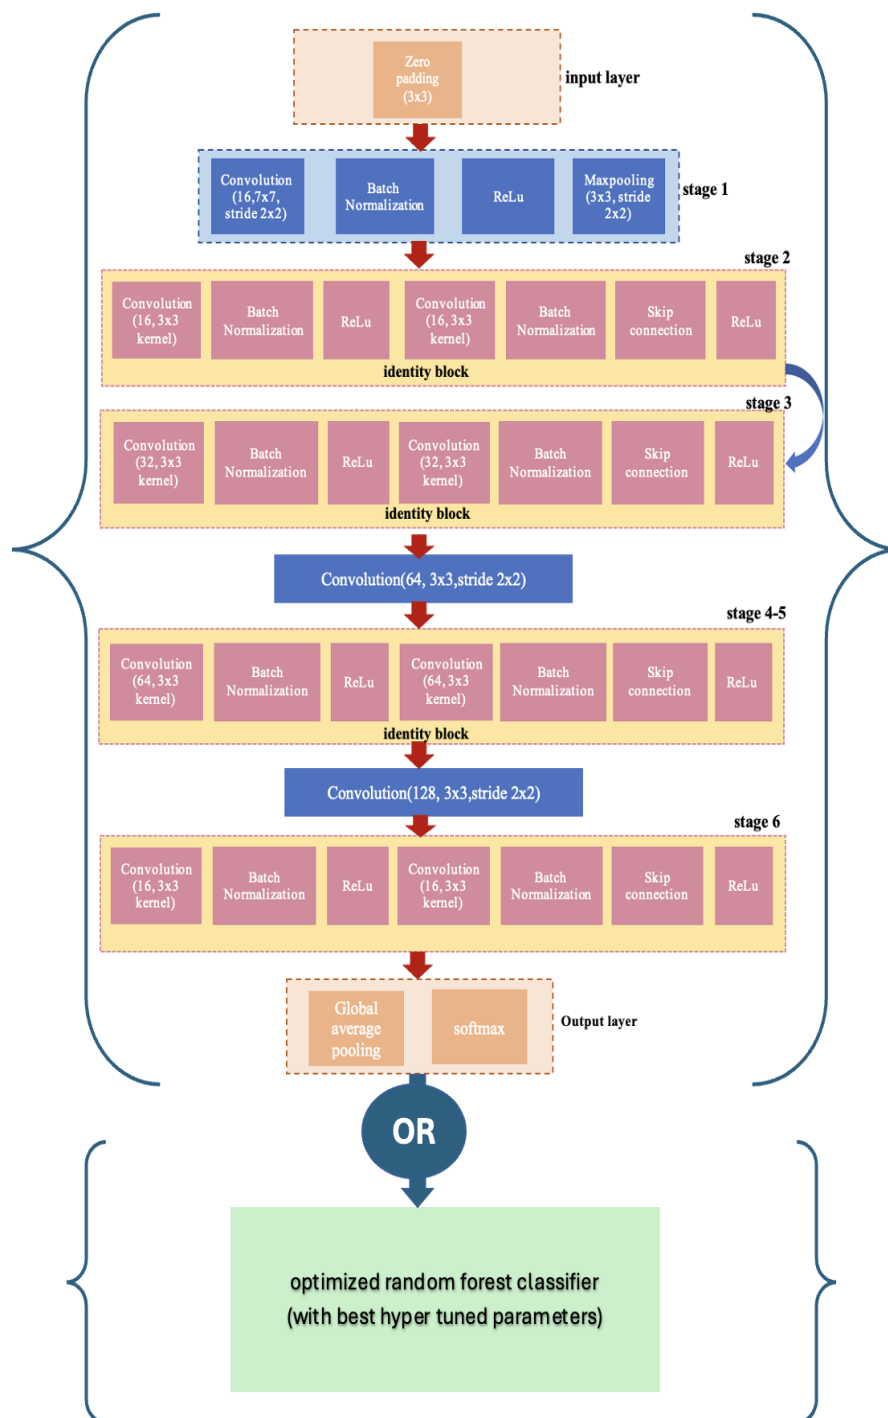 Zero
padding
(3x3)
input layer
Convolution
(16,7x7,
stride 2x2)
Batch
Normalization
ReLu
Maxpooling
(3x3, stride
2x2)
stage 1
stage 2
Convolution
(16, 3x3
kernel)
Batch
Normalization
ReLu
Convolution
(16, 3x3
kernel)
Batch
Normalization
Skip
connection
ReLu
identity block
stage 3
Convolution
(32, 3x3
kernel)
Batch
Normalization
ReLu
Convolution
(32, 3x3
kernel)
Batch
Normalization
Skip
connection
ReLu
identity block
Convolution(64, 3x3,stride 2x2)
stage 4-5
Convolution
(64, 3x3
kernel)
Batch
Normalization
ReLu
Convolution
(64, 3x3
kernel)
Batch
Normalization
Skip
connection
ReLu
identity block
Convolution(128, 3x3,stride 2x2)
stage 6
Convolution
(16, 3x3
kernel)
Batch
Normalization
ReLu
Convolution
(16, 3x3
kernel)
Batch
Normalization
Skip
connection
ReLu
Global
average
pooling
softmax
Output layer
OR
optimized random forest classifier
(with best hyper tuned parameters)